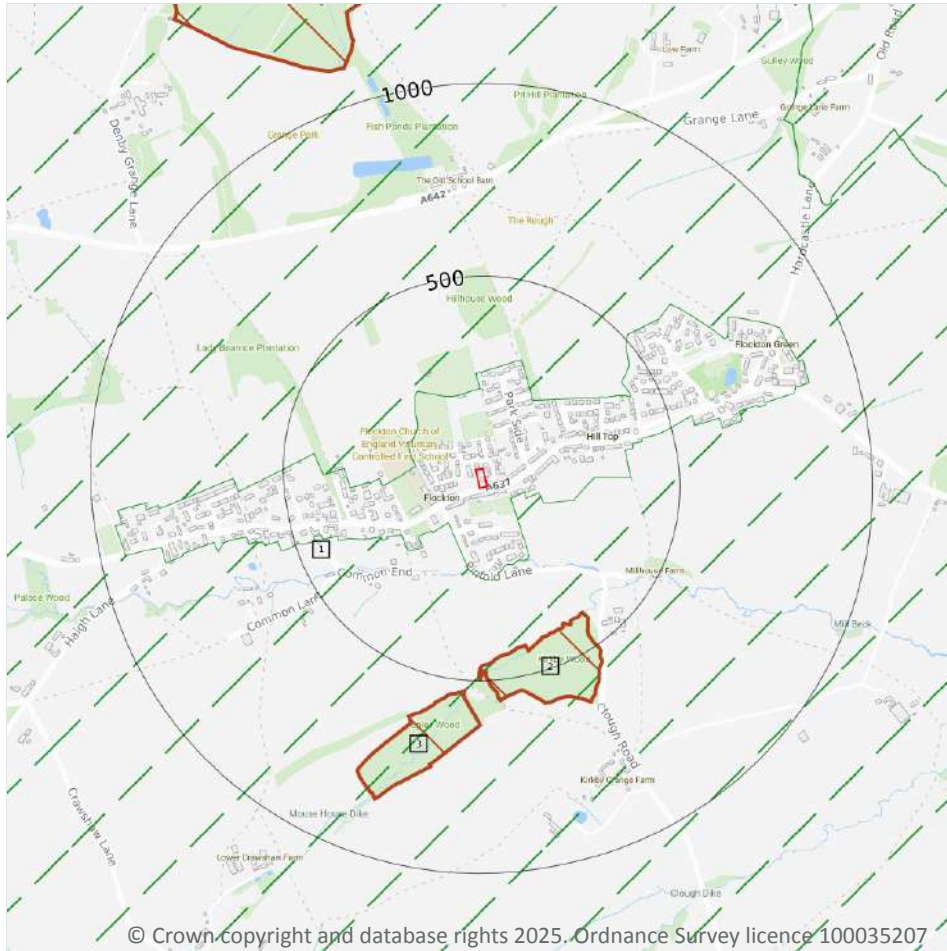 Low Farm
Old Road
Gulley Wood
1000
Pit Hill Plantation
Grange Lane Farm
Grange Lane
Fish Ponds Plantation
Grange Park
Denby Grange Lane
The Old School Barn
A642
The Rough
Hardcastle Lane
500
Hillhouse Wood
Lady Beatrice Plantation
Flockton Green
Park Side
Flockton Church of
England Voluntary
Controlled First School
Hill Top
A637
Flockton
1
Common End
Pinfold Lane
Millhouse Farm
Palace Wood
Haigh Lane
Common Lane
Mill Beck
Wood
2
Wood
3
Clough Road
Kirkby Grange Farm
Mouse House Dike
Crawshaw Lane
Lower Crawshaw Farm
Clough Dike
© Crown copyright and database rights 2025. Ordnance Survey licence 100035207